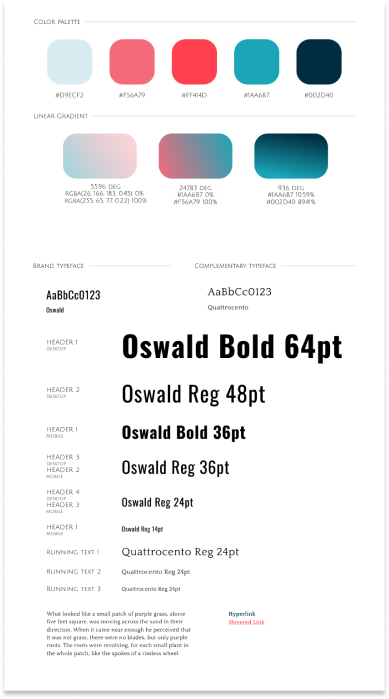 Color palette
#D9ECF2
#F56A79
#FF414D
#1AA6B7
#002D40
Linear Gradient
55.96 deg
rgba(26, 166, 183, 0.45) 0%
rgba(255, 65, 77, 0.22) 100%
247.83 deg
#1AA6B7 0%
#F56A79 100%
9.36 deg
#1AA6B7 10.59%
#002D40 89.41%
Brand typeface
Complementary typeface
AaBbCc0123
Oswald
AaBbCc0123
Quattrocento
Header 1
Desktop
Oswald Bold 64pt
Header 2
Desktop
Oswald Reg 48pt
Header 1
Mobile
Oswald Bold 36pt
Header 3
Desktop
Header 2
Mobile
Oswald Reg 36pt
Header 4
Desktop
Header 3
Mobile
Oswald Reg 24pt
Header 1
Mobile
Oswald Reg 14pt
Running text 1
Quattrocento Reg 24pt
Running text 2
Quattrocento Reg 24pt
Running text 3
Quattrocento Reg 24pt
What looked like a small patch of purple grass, above
five feet square, was moving across the sand in their
direction. When it came near enough he perceived that
it was not grass; there were no blades, but only purple
roots. The roots were revolving, for each small plant in
the whole patch, like the spokes of a rimless wheel.
Hyperlink
Hovered Link